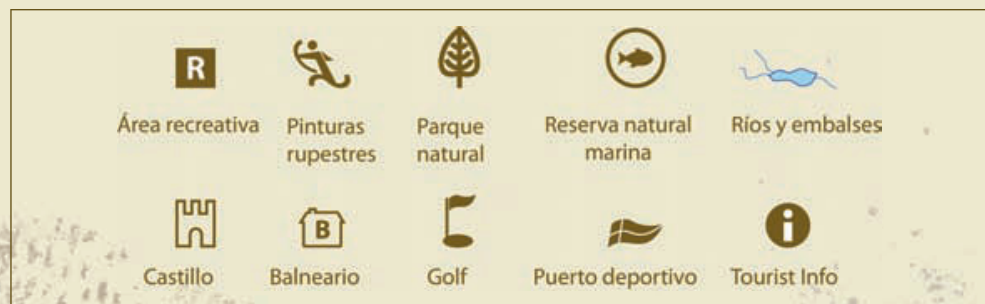 R
Área recreativa
Pinturas
rupestres
Parque
natural
Reserva natural
marina
Ríos y embalses
Castillo
B
Balneario
Golf
Puerto deportivo
i
Tourist Info